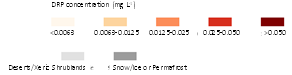 DRP concentration (mg L⁻¹)
<0.0063 0.0063-0.0125 0.0125-0.025 0.025-0.050 >0.050
Deserts/Xeric Shrublands Snow/Ice or Permafrost